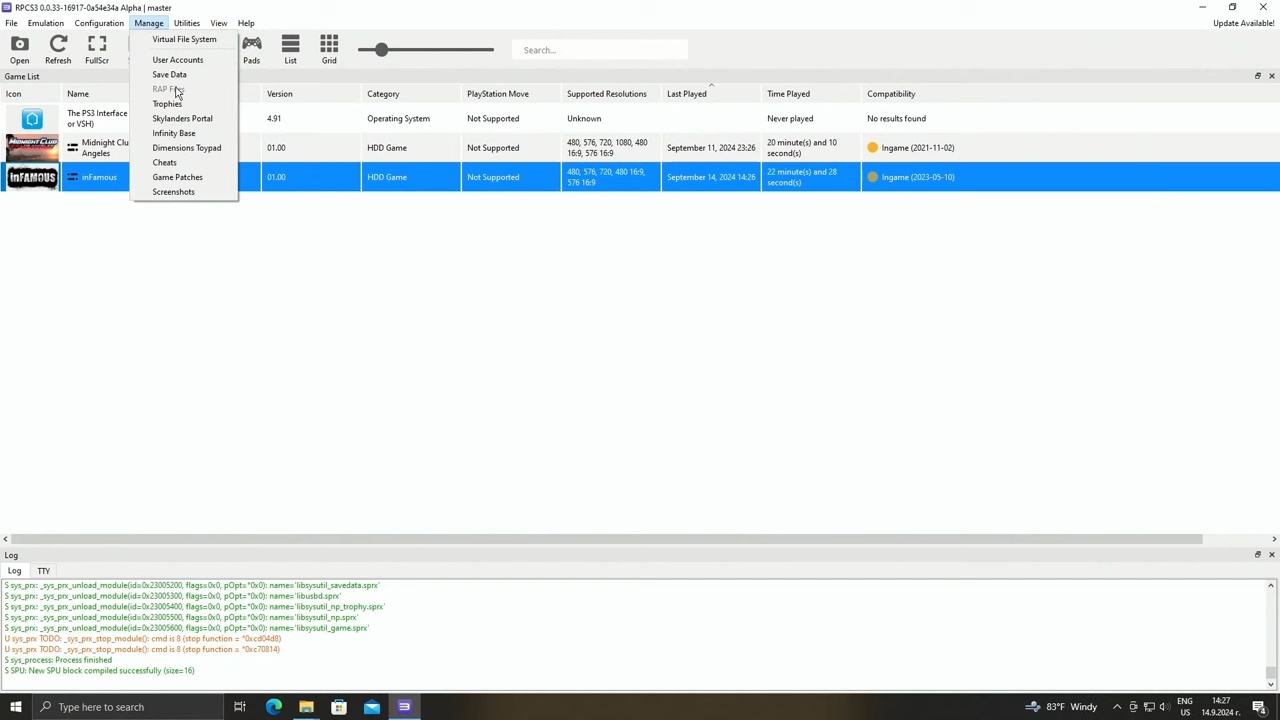 RPCS3 0.0.33-16917-0a54e34a Alpha | master
File Emulation Configuration Manage Utilities View Help
Update Available!
Open Refresh FullScr Pads List Grid
Search...
Virtual File System
User Accounts
Save Data
RAP
Trophies
Skylanders Portal
Infinity Base
Dimensions Toypad
Cheats
Game Patches
Screenshots
Game List
Icon Name Version Category PlayStation Move Supported Resolutions Last Played Time Played Compatibility
The PS3 Interface
or VSH)
4.91 Operating System Not Supported Unknown Never played No results found
MIDNIGHT CLUB
Midnight Clu
Angeles
01.00 HDD Game Not Supported
480, 576, 720, 1080, 480
16:9, 576 16:9
September 11, 2024 23:26
20 minute(s) and 10
second(s)
Ingame (2021-11-02)
inFAMOUS
inFamous 01.00 HDD Game Not Supported
480, 576, 720, 480 16:9,
576 16:9
September 14, 2024 14:26
22 minute(s) and 28
second(s)
Ingame (2023-05-10)
Log
Log TTY
S sys_prx: _sys_prx_unload_module(id=0x23005200, flags=0x0, pOpt=*0x0): name='libsysutil_savedata.sprx'
S sys_prx: _sys_prx_unload_module(id=0x23005300, flags=0x0, pOpt=*0x0): name='libusbd.sprx'
S sys_prx: _sys_prx_unload_module(id=0x23005400, flags=0x0, pOpt=*0x0): name='libsysutil_np_trophy.sprx'
S sys_prx: _sys_prx_unload_module(id=0x23005500, flags=0x0, pOpt=*0x0): name='libsysutil_np.sprx'
S sys_prx: _sys_prx_unload_module(id=0x23005600, flags=0x0, pOpt=*0x0): name='libsysutil_game.sprx'
U sys_prx TODO: _sys_prx_stop_module(): cmd is 8 (stop function = *0xcd04d8)
U sys_prx TODO: _sys_prx_stop_module(): cmd is 8 (stop function = *0xc70814)
S sys_process: Process finished
S SPU: New SPU block compiled successfully (size=16)
Type here to search
83°F Windy
ENG
US
14:27
14.9.2024 г.